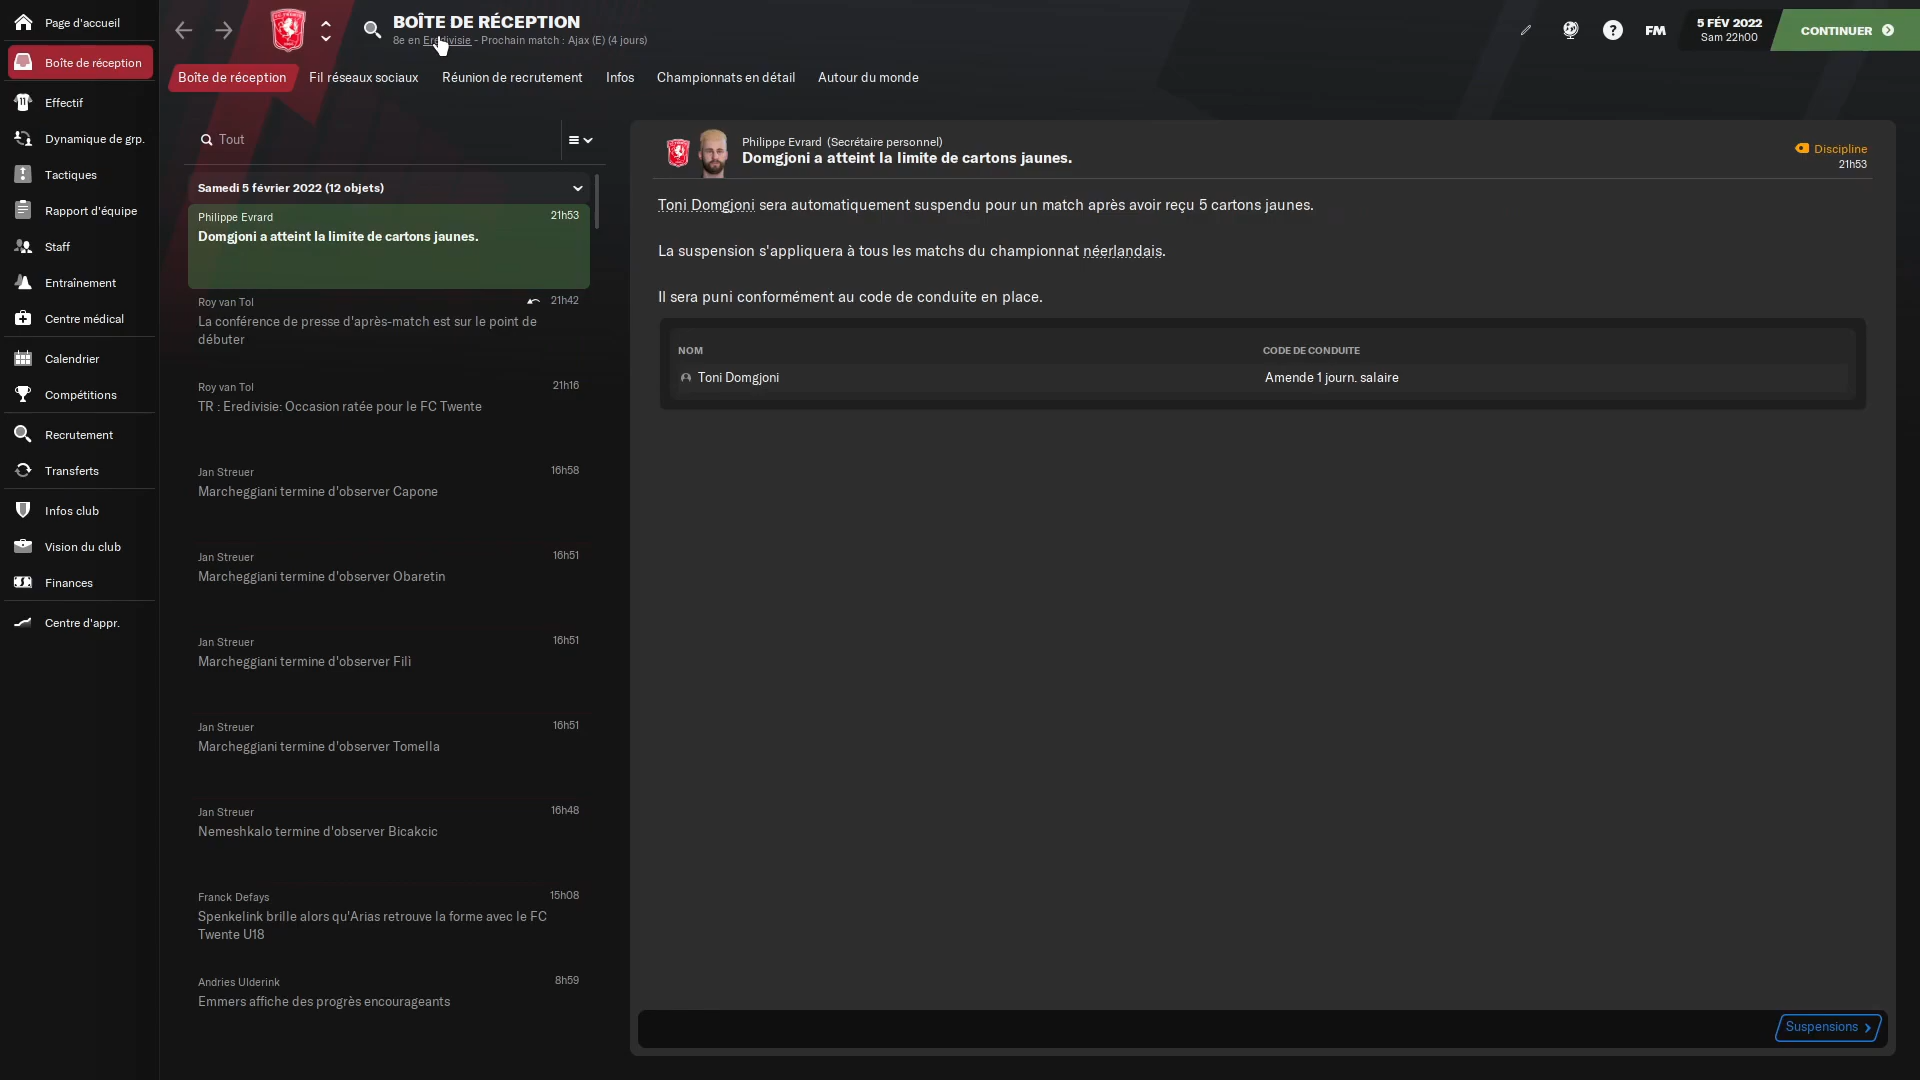 Page d'accueil
Boîte de réception
Effectif
Dynamique de grp.
Tactiques
Rapport d'équipe
Staff
Entraînement
Centre médical
Calendrier
Compétitions
Recrutement
Transferts
Infos club
Vision du club
Finances
Centre d'appr.
BOÎTE DE RÉCEPTION
8e en Eredivisie - Prochain match : Ajax (E) (4 jours)
FM
5 FÉV 2022
Sam 22h00
CONTINUER
Boîte de réception
Fil réseaux sociaux
Réunion de recrutement
Infos
Championnats en détail
Autour du monde
Tout
Samedi 5 février 2022 (12 objets)
Philippe Evrard 21h53
Domgjoni a atteint la limite de cartons jaunes.
Roy van Tol 21h42
La conférence de presse d'après-match est sur le point de
débuter
Roy van Tol 21h16
TR : Eredivisie: Occasion ratée pour le FC Twente
Jan Streuer 16h58
Marcheggiani termine d'observer Capone
Jan Streuer 16h51
Marcheggiani termine d'observer Obaretin
Jan Streuer 16h51
Marcheggiani termine d'observer Filì
Jan Streuer 16h51
Marcheggiani termine d'observer Tomella
Jan Streuer 16h48
Nemeshkalo termine d'observer Bicakcic
Franck Defays 15h08
Spenkelink brille alors qu'Arias retrouve la forme avec le FC
Twente U18
Andries Ulderink 8h59
Emmers affiche des progrès encourageants
Philippe Evrard (Secrétaire personnel)
Domgjoni a atteint la limite de cartons jaunes.
Discipline
21h53
Toni Domgjoni sera automatiquement suspendu pour un match après avoir reçu 5 cartons jaunes.
La suspension s'appliquera à tous les matchs du championnat néerlandais.
Il sera puni conformément au code de conduite en place.
NOM CODE DE CONDUITE
Toni Domgjoni Amende 1 journ. salaire
Suspensions